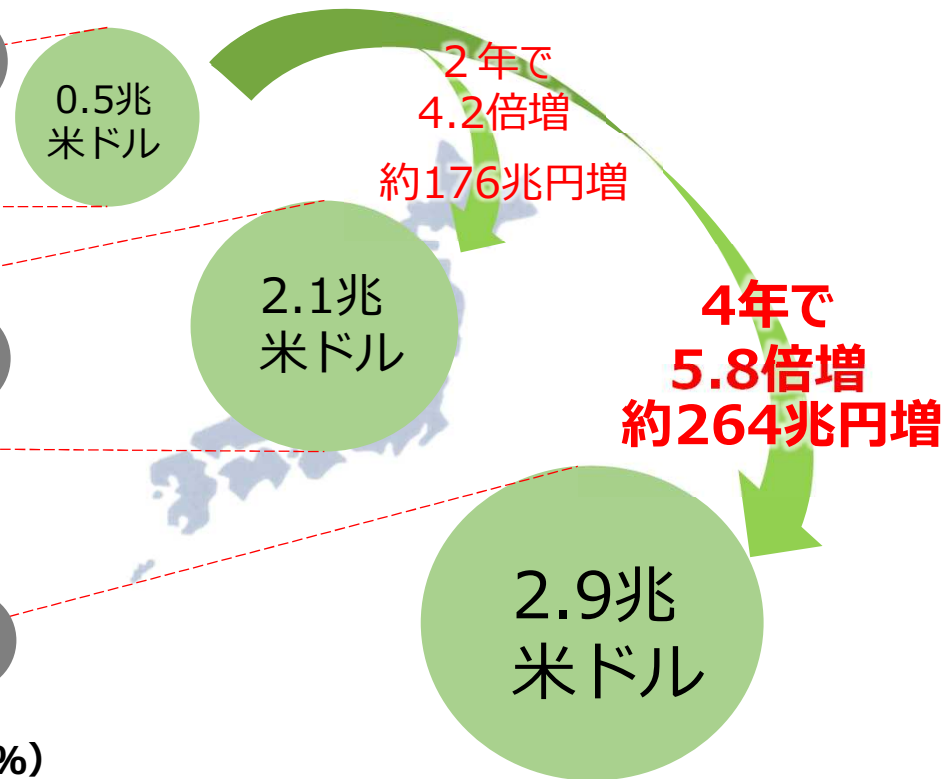 0.5兆
米ドル
2年で
4.2倍増
約176兆円増
2.1兆
米ドル
4年で
5.8倍増
約264兆円増
2.9兆
米ドル
%)